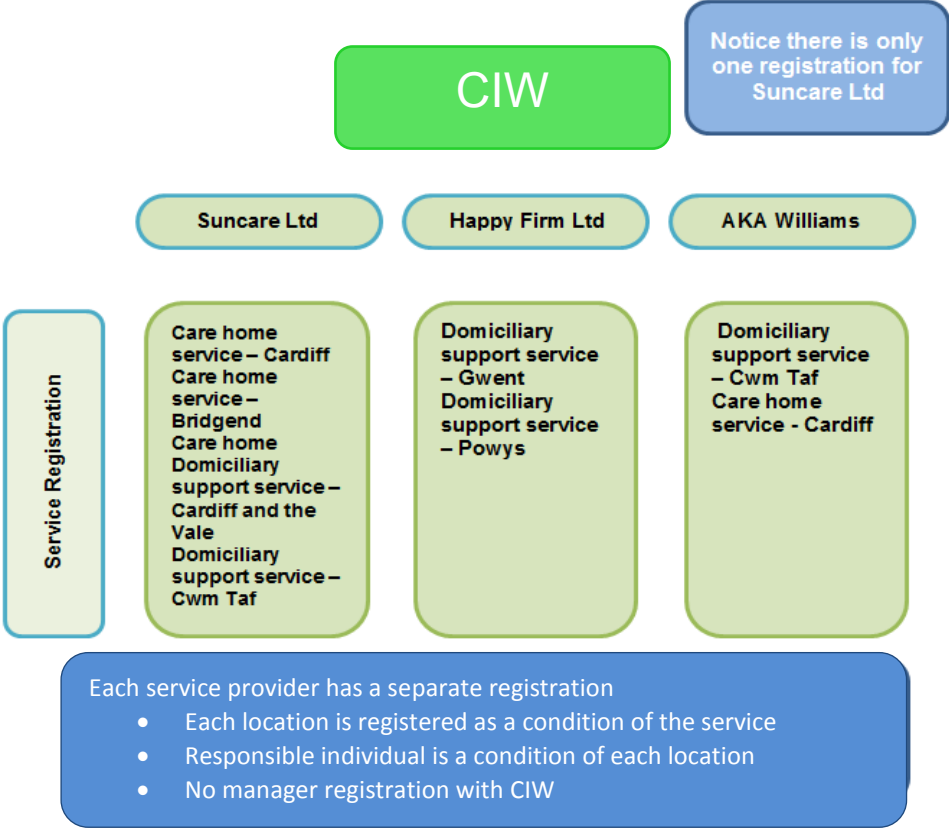 CIW
Notice there is only
one registration for
Suncare Ltd
Suncare Ltd
Happy Firm Ltd
AKA Williams
Service Registration
Care home
service – Cardiff
Care home
service –
Bridgend
Care home
Domiciliary
support service –
Cardiff and the
Vale
Domiciliary
support service –
Cwm Taf
Domiciliary
support service
– Gwent
Domiciliary
support service
– Powys
Domiciliary
support service
– Cwm Taf
Care home
service - Cardiff
Each service provider has a separate registration
• Each location is registered as a condition of the service
• Responsible individual is a condition of each location
• No manager registration with CIW